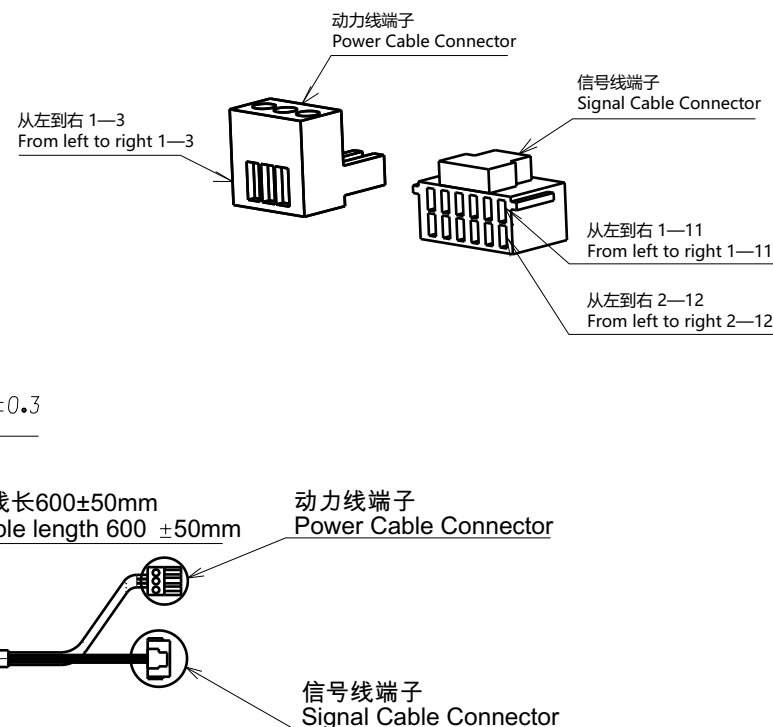 动力线端子
Power Cable Connector
信号线端子
Signal Cable Connector
从左到右 1—3
From left to right 1—3
从左到右 1—11
From left to right 1—11
从左到右 2—12
From left to right 2—12
±0.3
线长600±50mm
ble length 600 ±50mm
动力线端子
Power Cable Connector
信号线端子
Signal Cable Connector